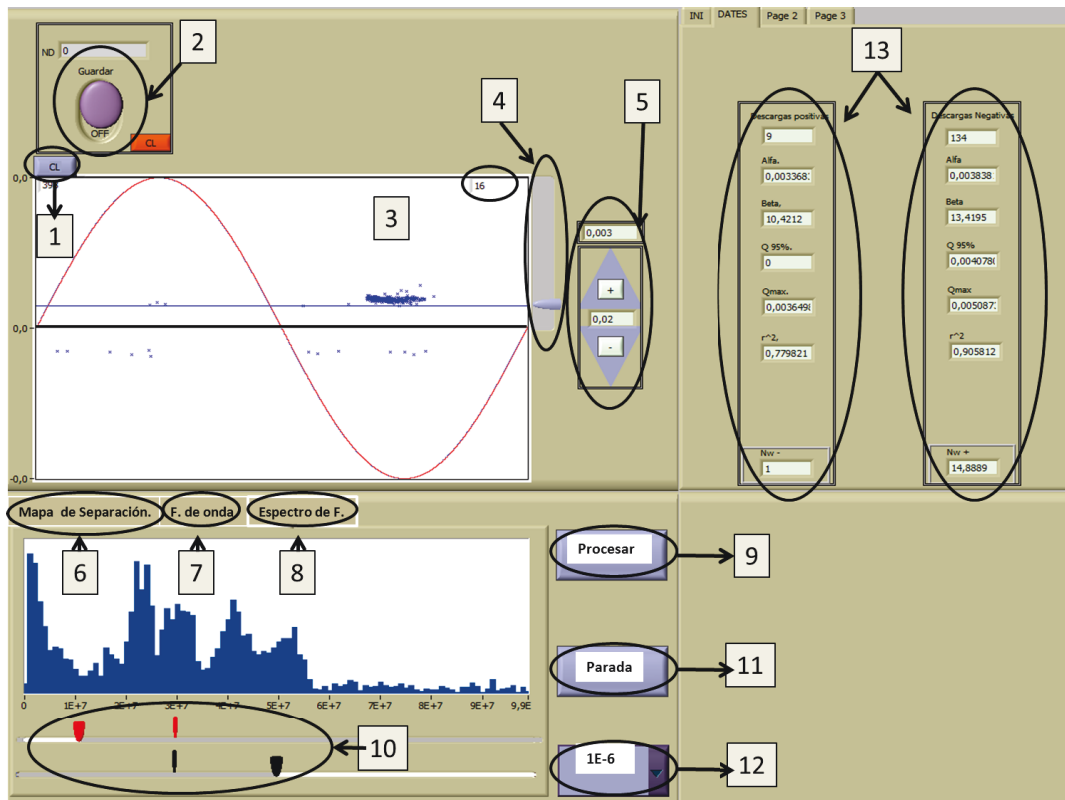 INI DATES Page 2 Page 3
2
ND 0
Guardar
OFF
CL
CL
1
0,0
16
3
0,0
-0,0
4
5
0,003
+
0,02
-
13
Descargas positivas
9
Alfa.
0,00336
Beta,
10,4212
Q 95%.
0
Qmax.
0,003649
r^2,
0,779821
Nw -
1
Descargas Negativas
134
Alfa
0,003838
Beta
13,4195
Q 95%
0,004078
Qmax
0,005087
r^2
0,905812
Nw +
14,8889
Mapa de Separación. F. de onda Espectro de F.
6 7 8
0 1E+7 2E+7 3E+7 4E+7 5E+7 6E+7 7E+7 8E+7 9E+7 9,9E
10
Procesar
9
Parada
11
1E-6
12